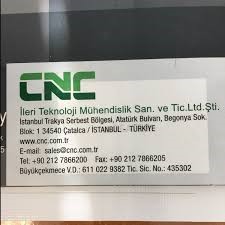 CNC
İleri Teknoloji Mühendislik San. ve Tic.Ltd.Şti.
İstanbul Trakya Serbest Bölgesi, Atatürk Bulvarı, Begonya Sok.
Blok: 1 34540 Çatalca / İSTANBUL - TÜRKİYE
www.cnc.com.tr
E-mail: sales@cnc.com.tr
Tel: +90 212 7866200 Fax: +90 212 7866205
Büyükçekmece V.D.: 611 022 9382 Tic. Sic. No.: 435302